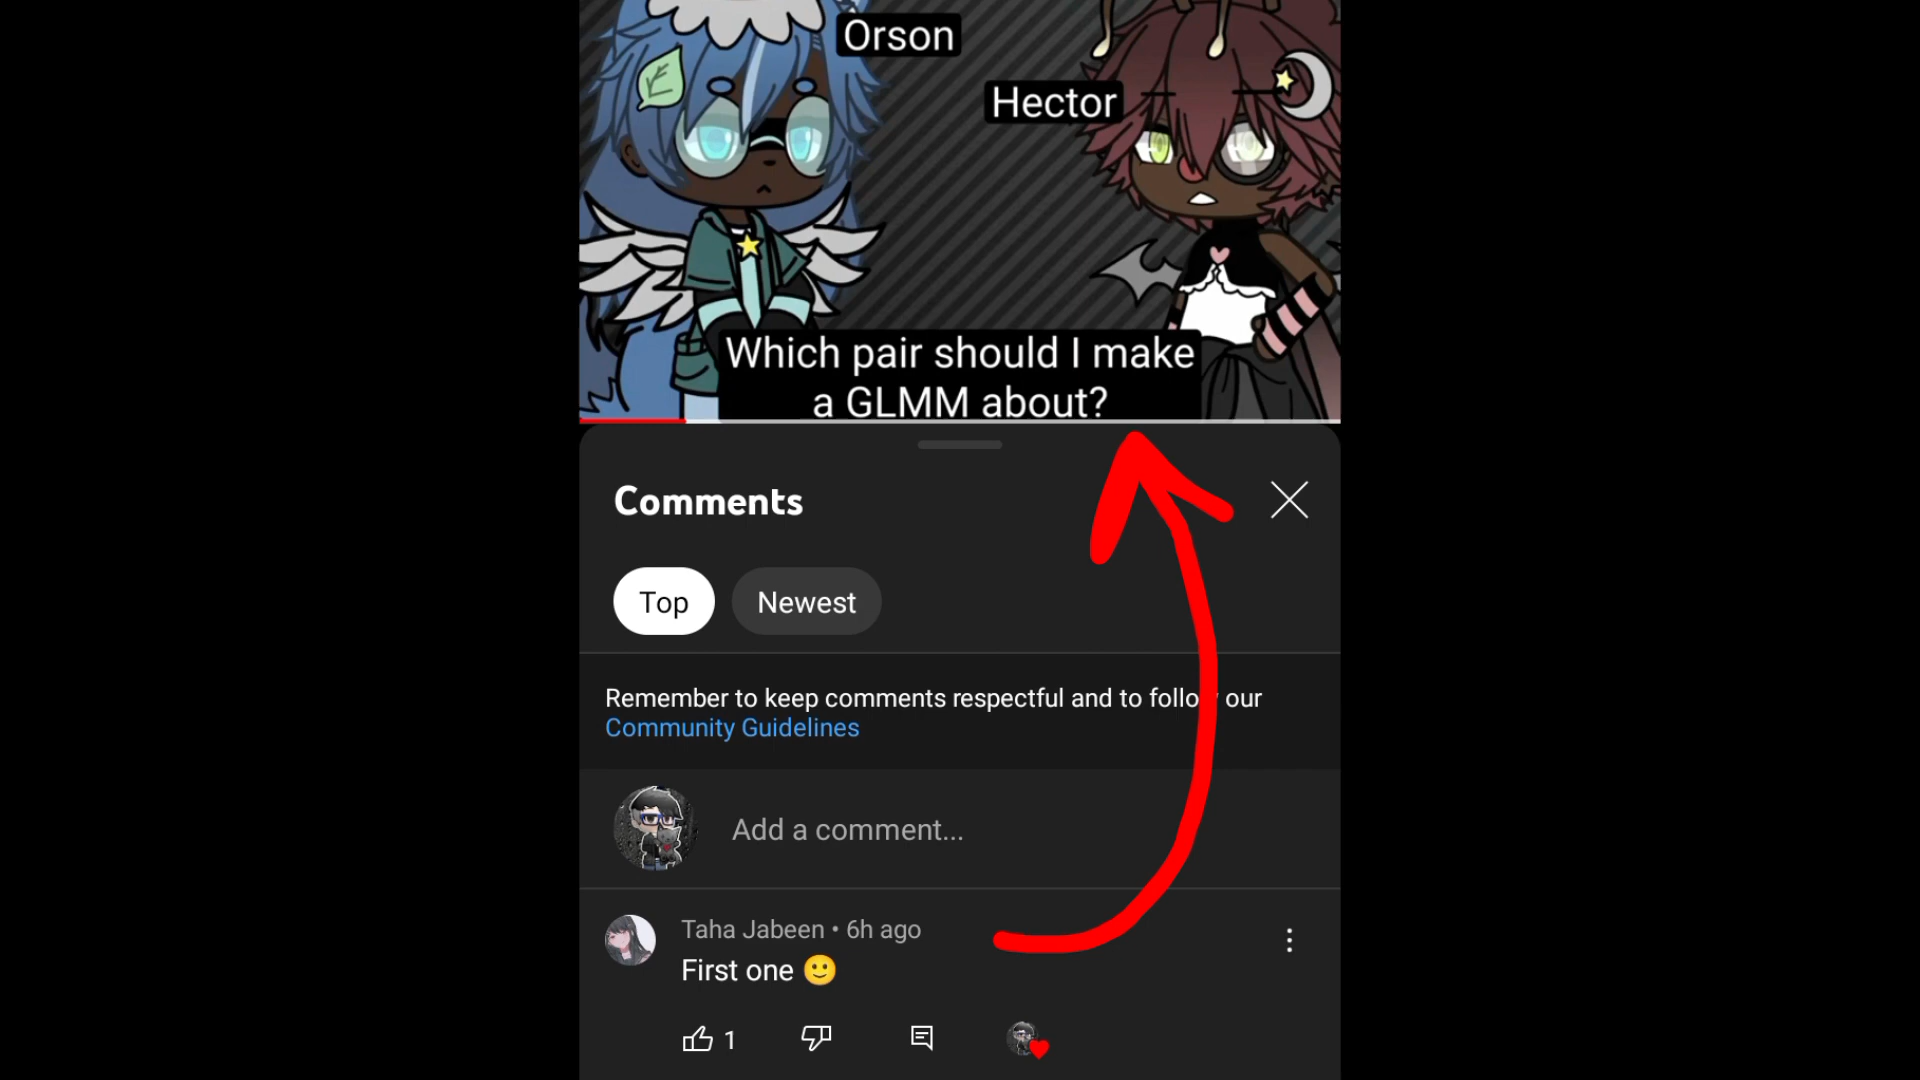 Orson
Hector
Which pair should I make
a GLMM about?
Comments
Top
Newest
Remember to keep comments respectful and to follow our
Community Guidelines
Add a comment...
Taha Jabeen • 6h ago
First one 🙂
1